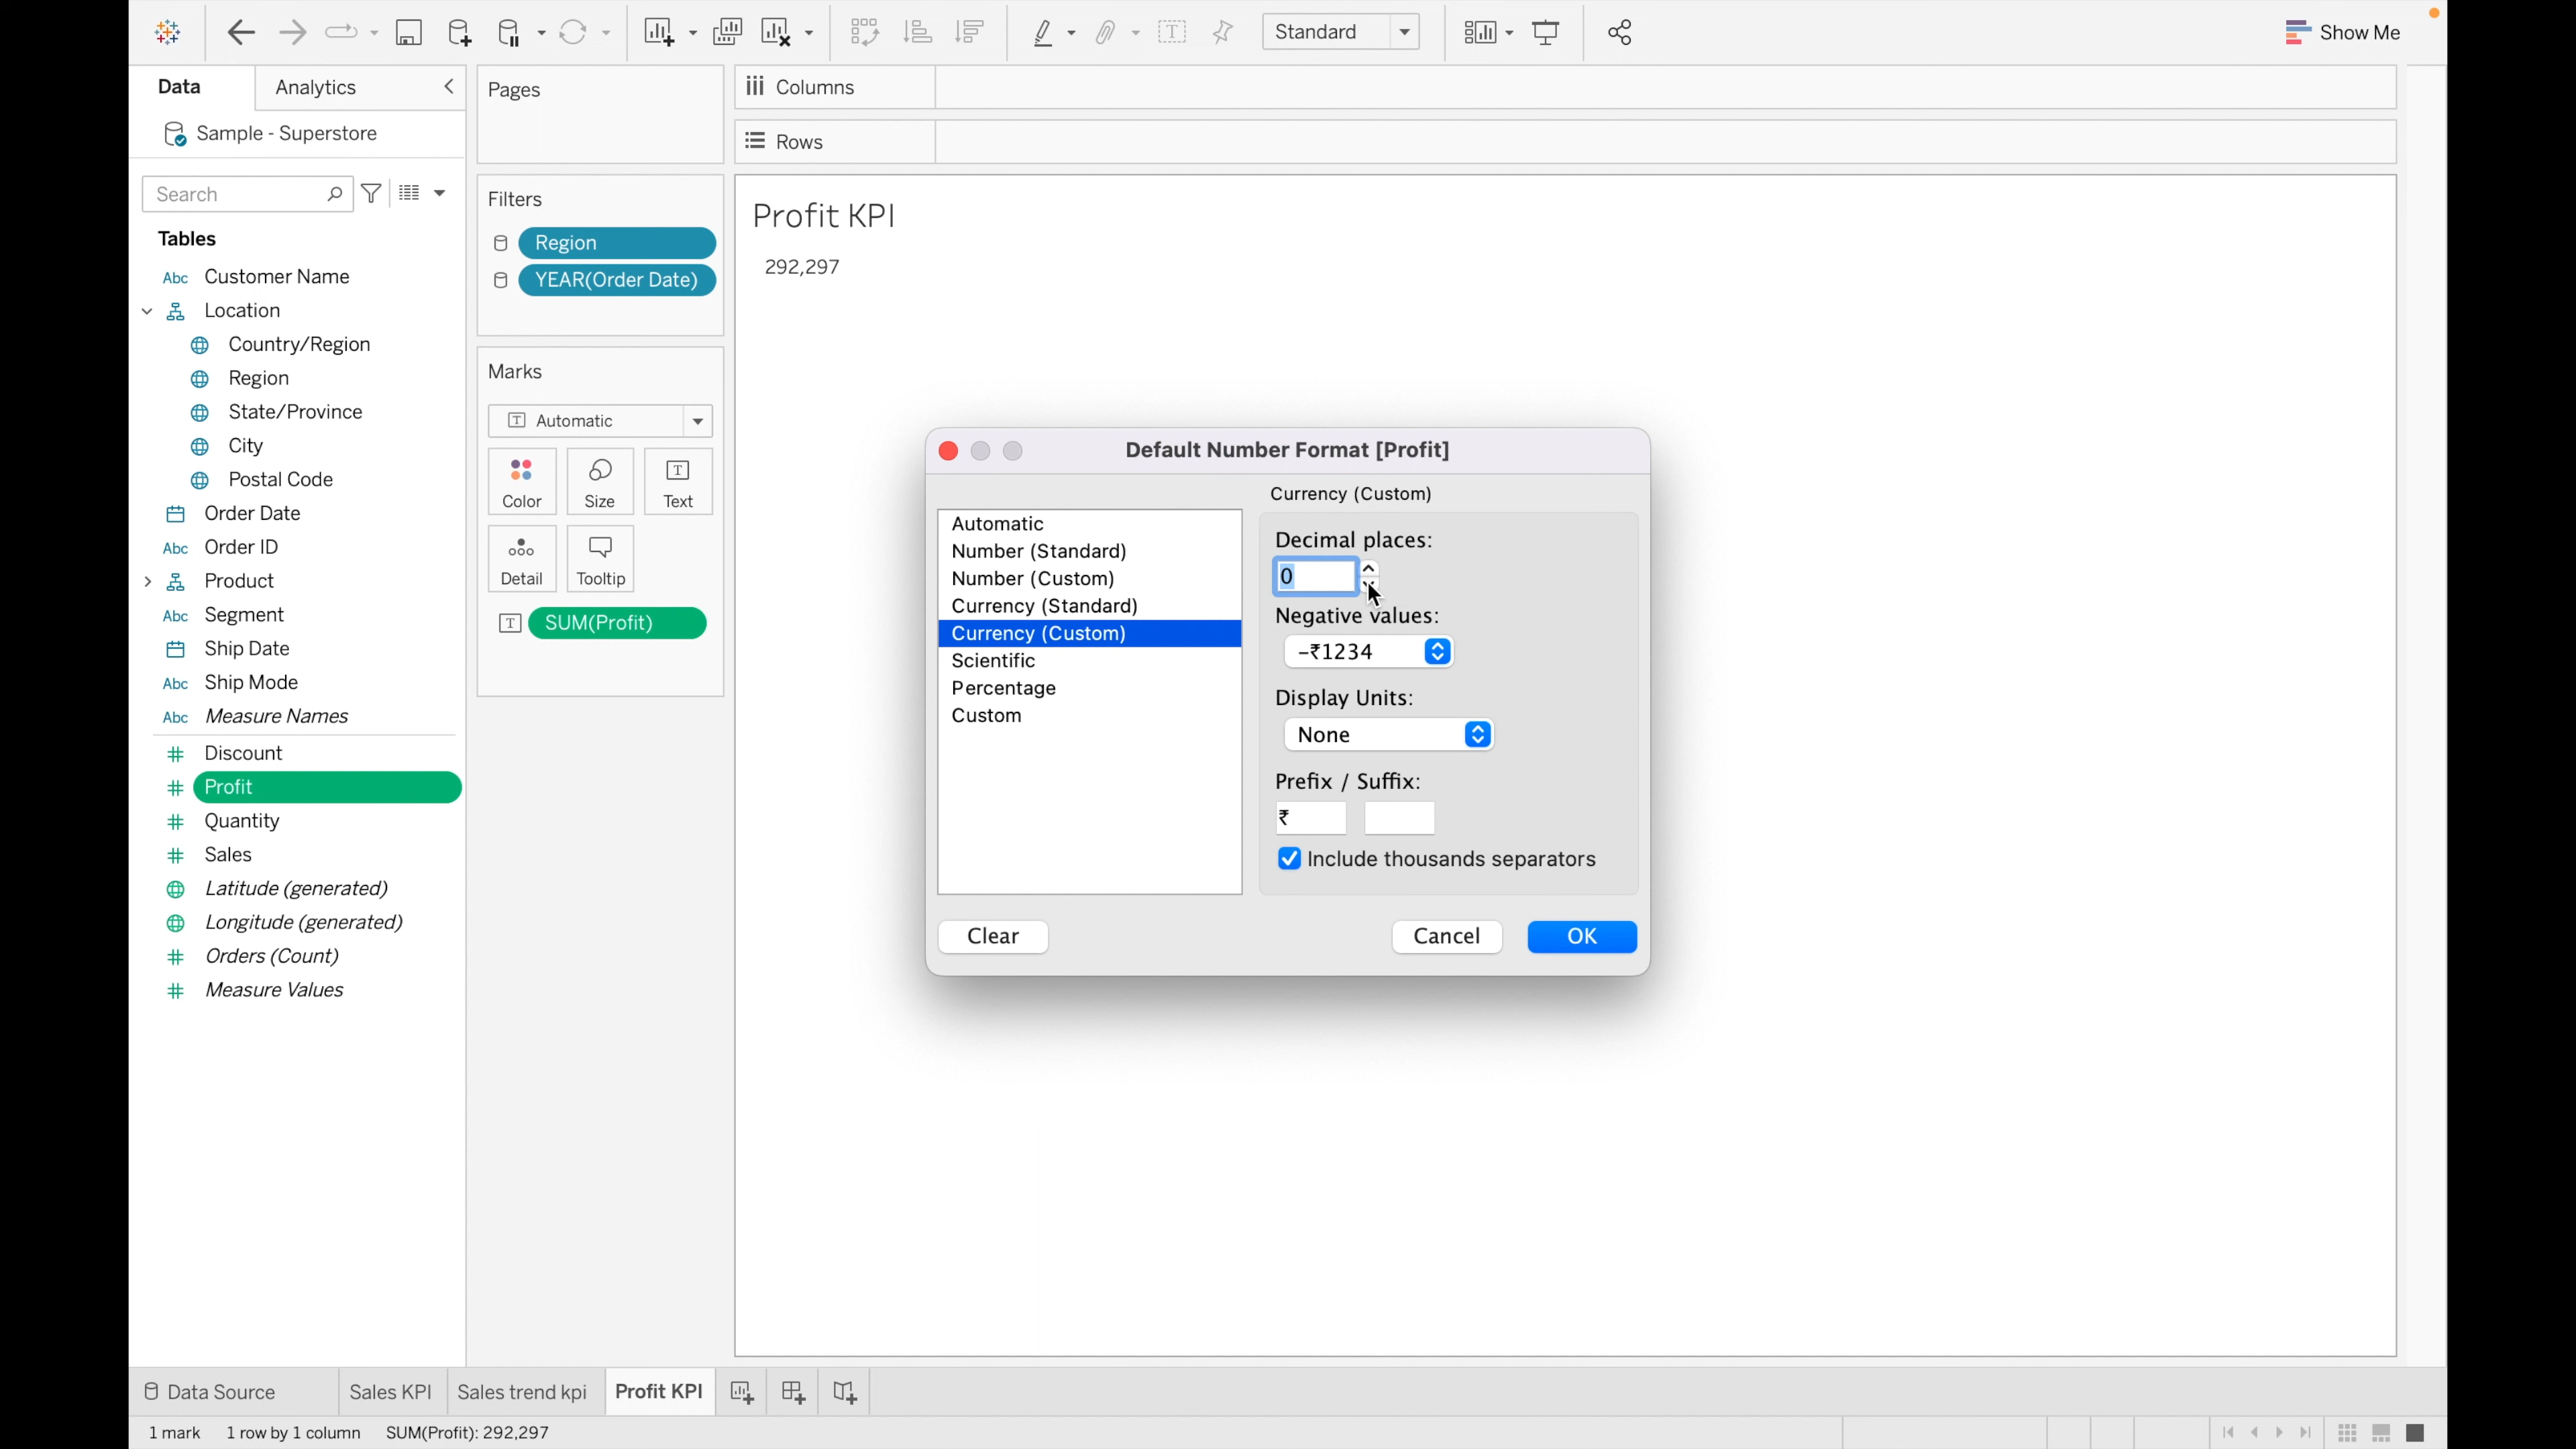 Standard
Show Me
Data
Analytics
Sample - Superstore
Search
Tables
Abc Customer Name
Location
Country/Region
Region
State/Province
City
Postal Code
Order Date
Abc Order ID
Product
Abc Segment
Ship Date
Abc Ship Mode
Abc Measure Names
# Discount
# Profit
# Quantity
# Sales
Latitude (generated)
Longitude (generated)
# Orders (Count)
# Measure Values
Pages
Filters
Region
YEAR(Order Date)
Marks
T Automatic
Color
Size
T Text
Detail
Tooltip
T SUM(Profit)
Columns
Rows
Profit KPI
292,297
Default Number Format [Profit]
Automatic
Number (Standard)
Number (Custom)
Currency (Standard)
Currency (Custom)
Scientific
Percentage
Custom
Currency (Custom)
Decimal places:
0
Negative values:
-₹1234
Display Units:
None
Prefix / Suffix:
₹
Include thousands separators
Clear
Cancel
OK
Data Source
Sales KPI
Sales trend kpi
Profit KPI
1 mark
1 row by 1 column
SUM(Profit): 292,297